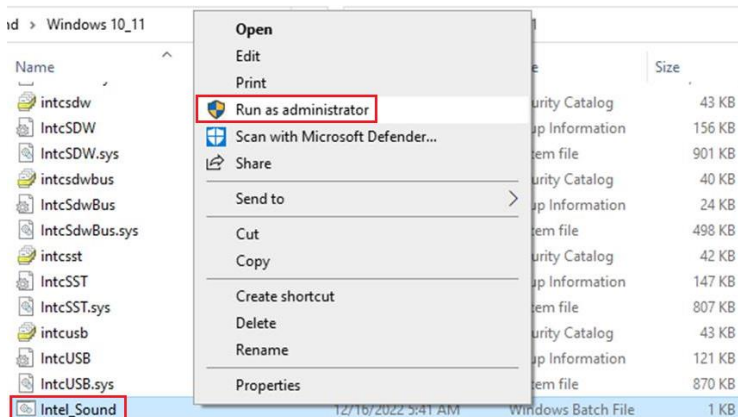 nd > Windows 10_11
Name
Size
Open
Edit
Print
Run as administrator
Scan with Microsoft Defender...
Share
Send to
Cut
Copy
Create shortcut
Delete
Rename
Properties
intcsdw urity Catalog 43 KB
IntcSDW up Information 156 KB
IntcSDW.sys tem file 901 KB
intcsdwbus urity Catalog 40 KB
IntcSdwBus up Information 24 KB
IntcSdwBus.sys tem file 498 KB
intcsst urity Catalog 42 KB
IntcSST up Information 147 KB
IntcSST.sys tem file 807 KB
intcusb urity Catalog 43 KB
IntcUSB up Information 121 KB
IntcUSB.sys tem file 870 KB
Intel_Sound 12/16/2022 5:41 AM Windows Batch File 1 KB